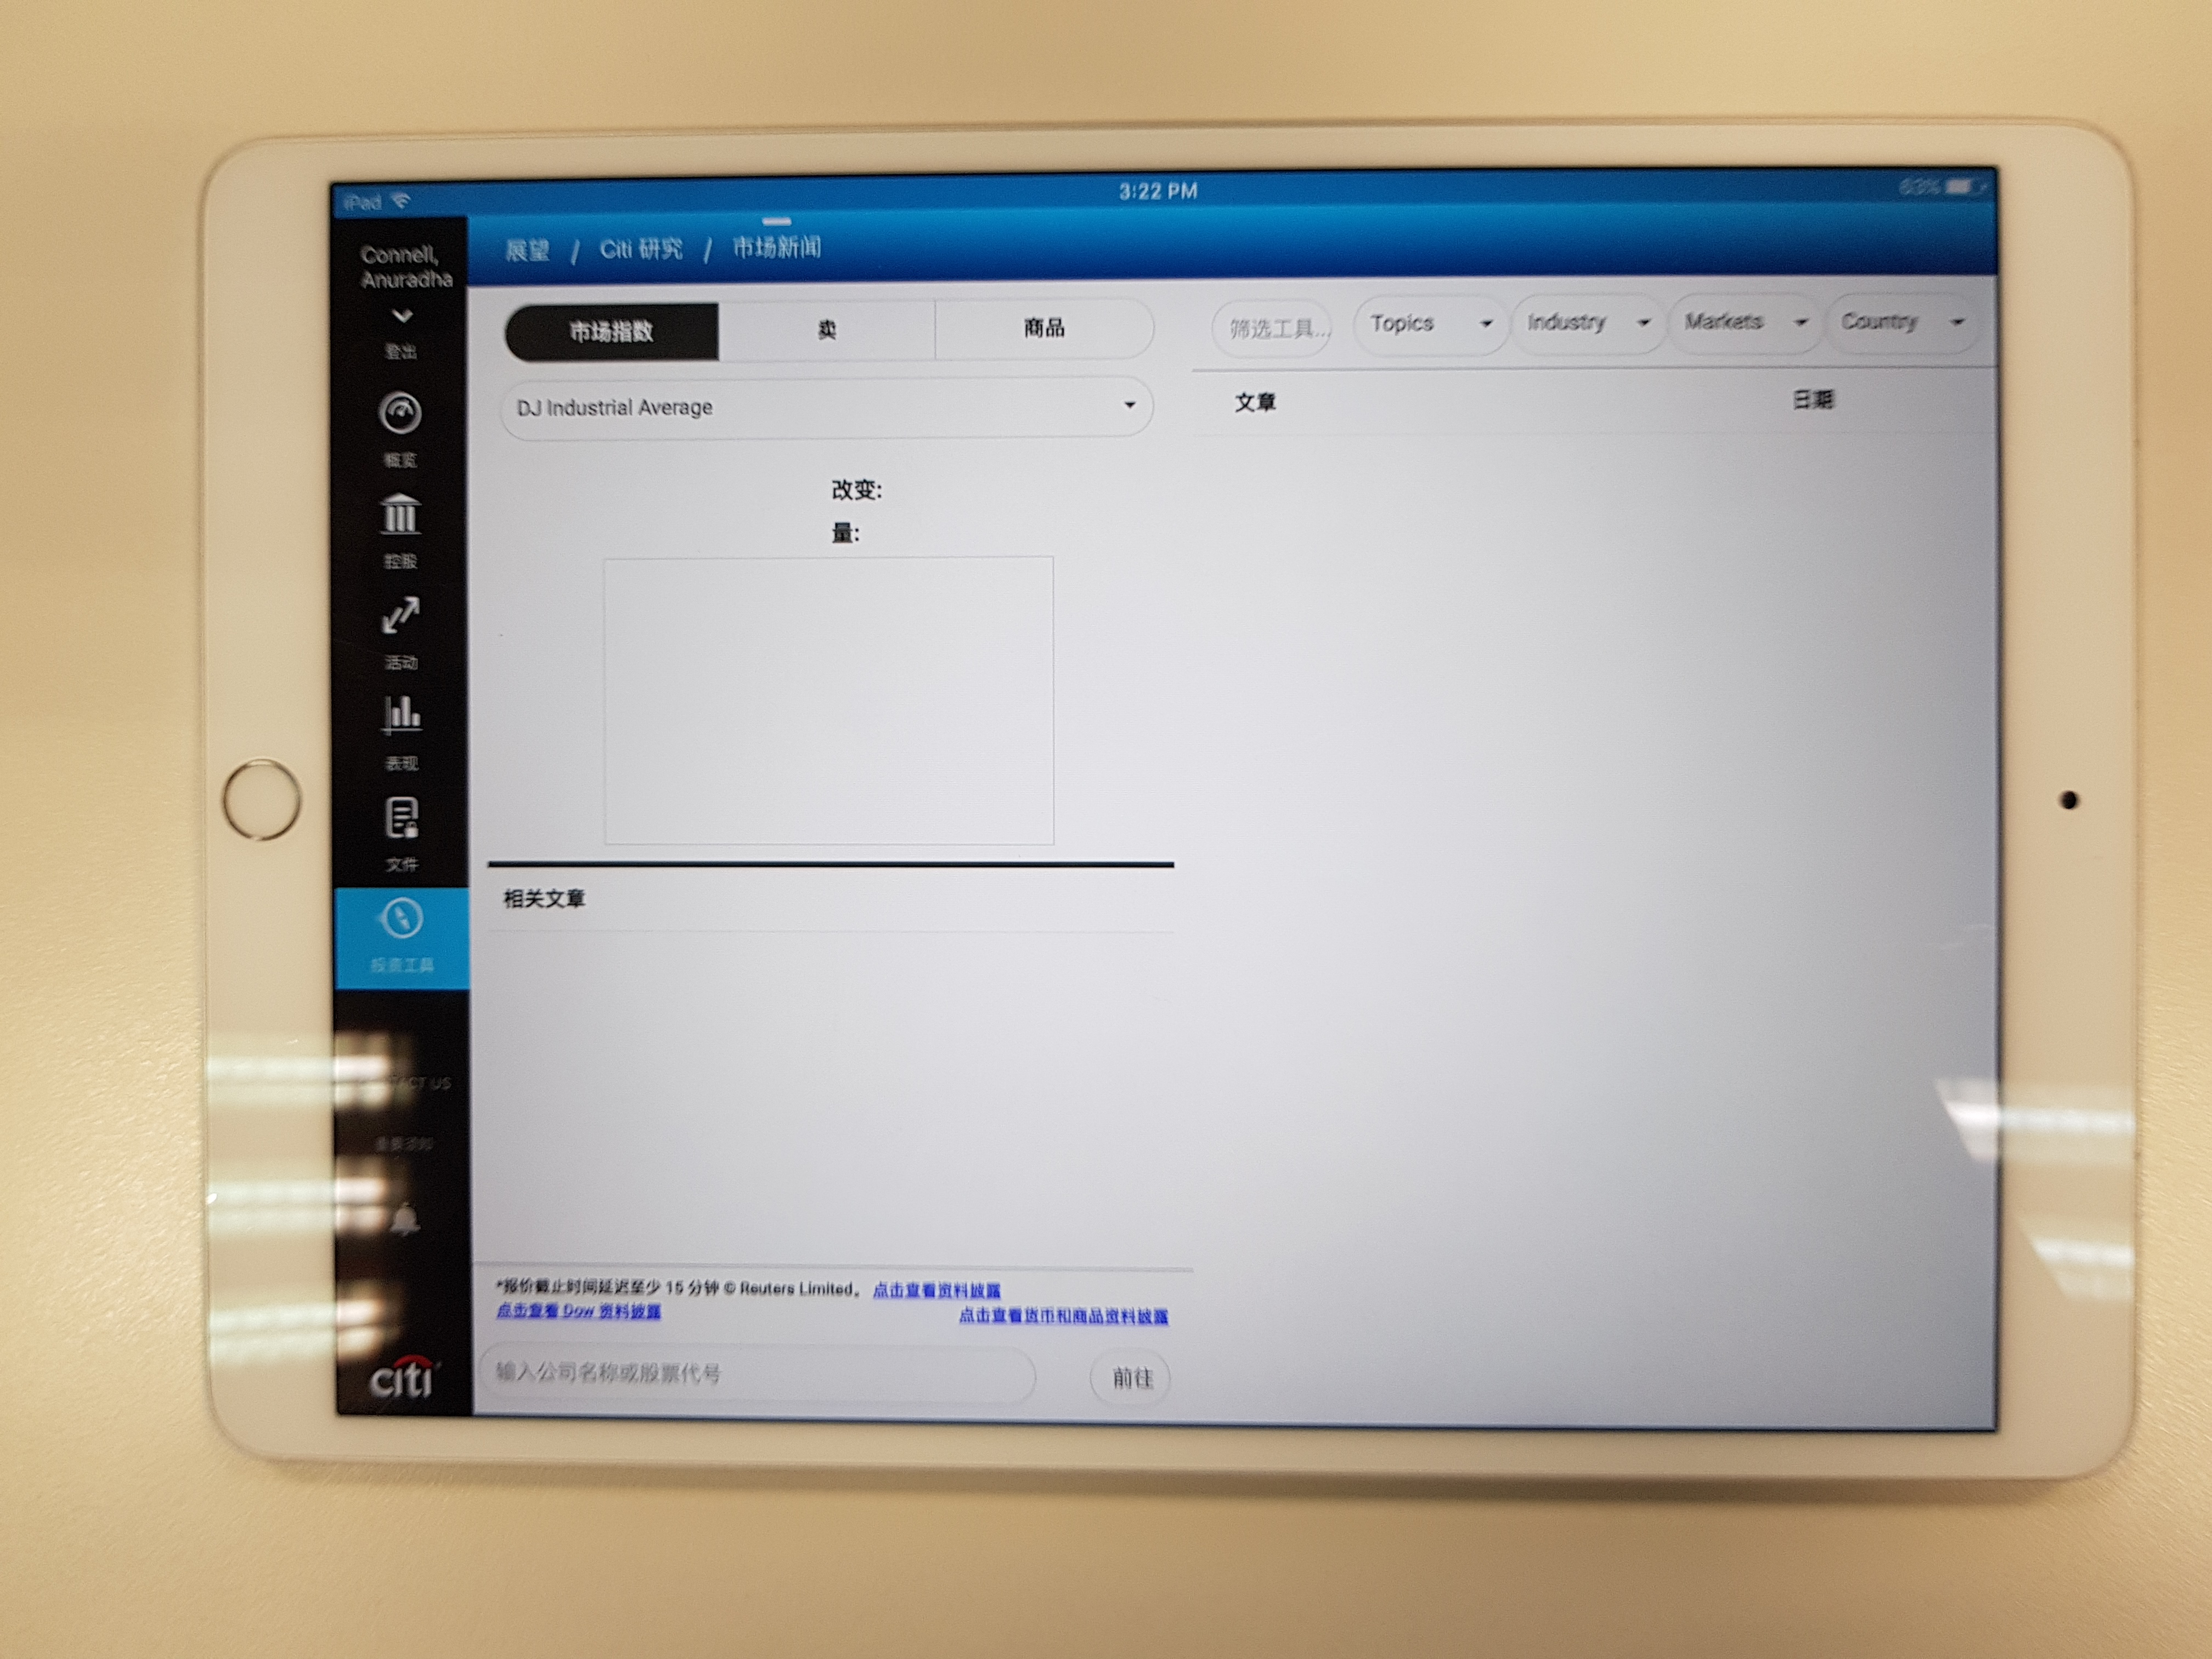 iPad
3:22 PM
63%
Connell,
Anuradha
登出
概览
控股
活动
表现
文件
投资工具
citi
展望 / Citi 研究 / 市场新闻
市场指数
卖
商品
DJ Industrial Average
改变:
量:
相关文章
筛选工具...
Topics
Industry
Markets
Country
文章
日期
*报价截止时间延迟至少 15 分钟 © Reuters Limited. 点击查看资料披露
点击查看 Dow 资料披露 点击查看货币和商品资料披露
输入公司名称或股票代号
前往